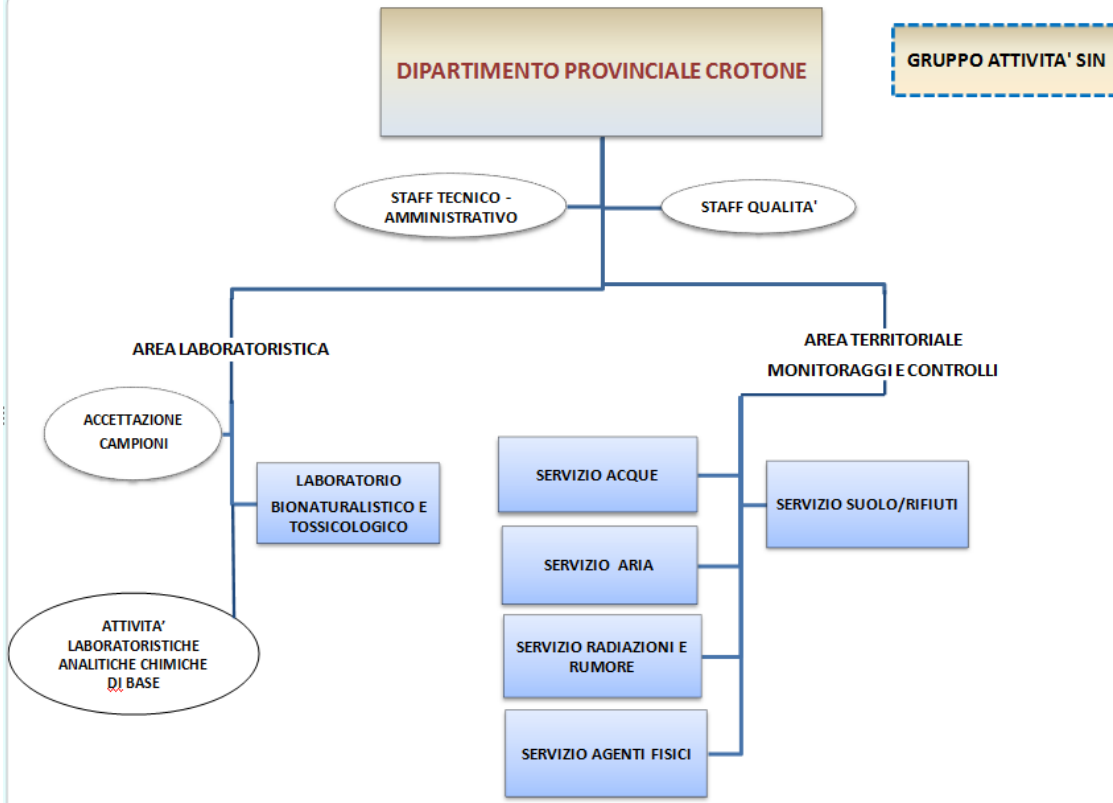 DIPARTIMENTO PROVINCIALE CROTONE
GRUPPO ATTIVITA' SIN
STAFF TECNICO -
AMMINISTRATIVO
STAFF QUALITA'
AREA LABORATORISTICA
AREA TERRITORIALE
MONITORAGGI E CONTROLLI
ACCETTAZIONE
CAMPIONI
LABORATORIO
BIONATURALISTICO E
TOSSICOLOGICO
ATTIVITA’
LABORATORISTICHE
ANALITICHE CHIMICHE
DI BASE
SERVIZIO ACQUE
SERVIZIO SUOLO/RIFIUTI
SERVIZIO ARIA
SERVIZIO RADIAZIONI E
RUMORE
SERVIZIO AGENTI FISICI